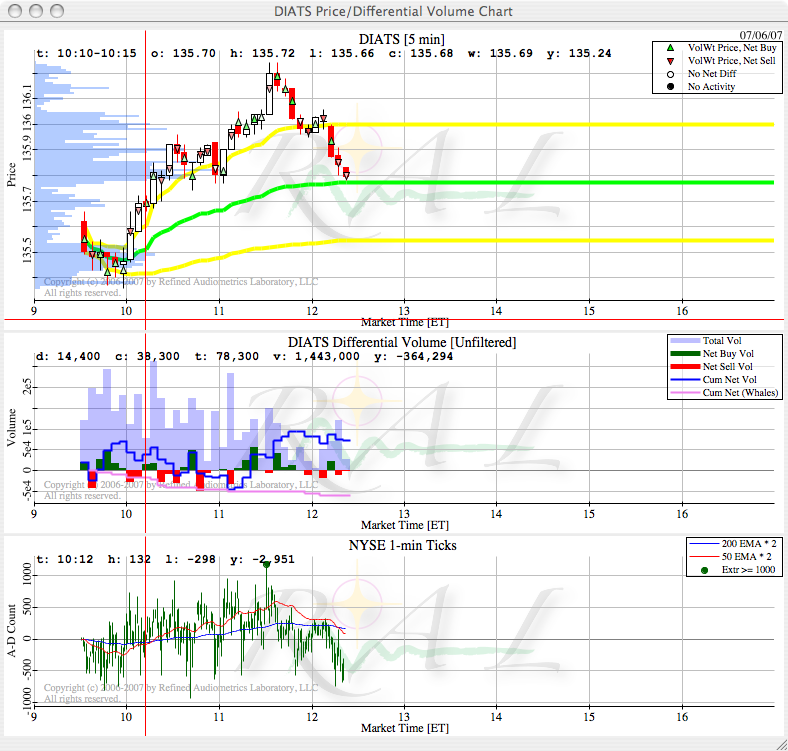 DIATS Price/Differential Volume Chart
DIATS [5 min]
07/06/07
t: 10:10-10:15 o: 135.70 h: 135.72 l: 135.66 c: 135.68 w: 135.69 y: 135.24
VolWt Price, Net Buy
VolWt Price, Net Sell
No Net Diff
No Activity
Price
136.1
136
135.9
135.7
135.5
RAL
Copyright (c) 2006-2007 by Refined Audiometrics Laboratory, LLC
All rights reserved.
9 10 11 12 13 14 15 16
Market Time [ET]
DIATS Differential Volume [Unfiltered]
d: 14,400 c: 38,300 t: 78,300 v: 1,443,000 y: -364,294
Total Vol
Net Buy Vol
Net Sell Vol
Cum Net Vol
Cum Net (Whales)
Volume
2e5
1e5
5e4
0
-5e4
RAL
Copyright (c) 2006-2007 by Refined Audiometrics Laboratory, LLC
All rights reserved.
9 10 11 12 13 14 15 16
Market Time [ET]
NYSE 1-min Ticks
t: 10:12 h: 132 l: -298 y: -2,951
200 EMA * 2
50 EMA * 2
Extr >= 1000
A-D Count
1000
500
0
-500
-1000
RAL
Copyright (c) 2006-2007 by Refined Audiometrics Laboratory, LLC
All rights reserved.
9 10 11 12 13 14 15 16
Market Time [ET]